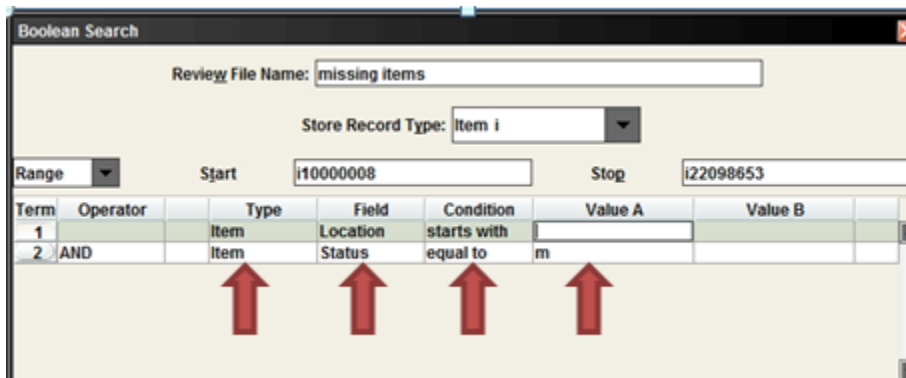 Boolean Search
Review File Name: missing items
Store Record Type: Item i
Range Start i10000008 Stop i22098653
Term Operator Type Field Condition Value A Value B
1 Item Location starts with
2 AND Item Status equal to m